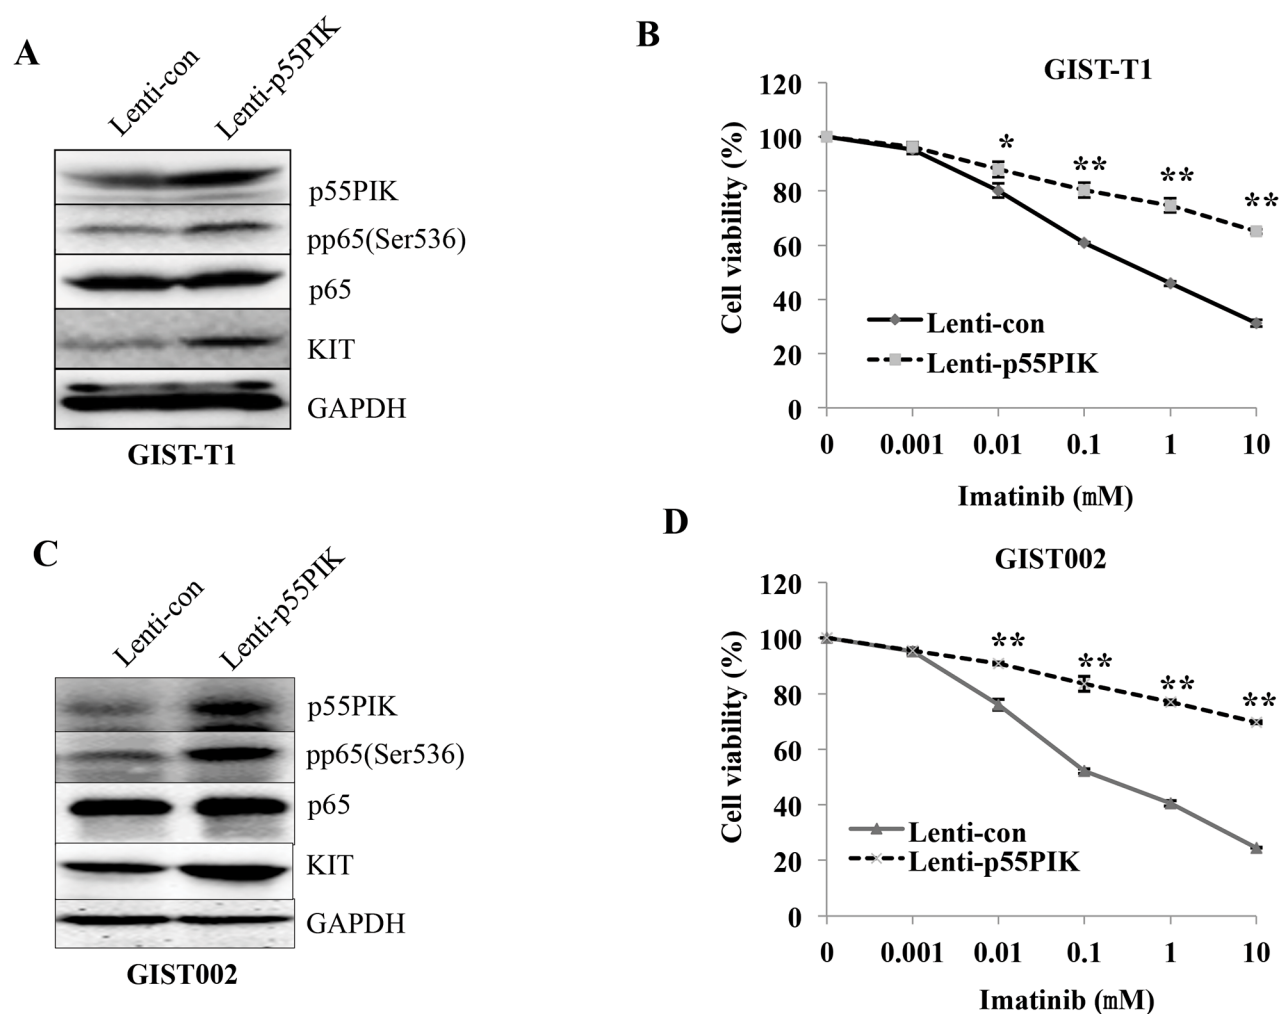 A
Lenti-con
Lenti-p55PIK
p55PIK
pp65(Ser536)
p65
KIT
GAPDH
GIST-T1
B
GIST-T1
Cell viability (%)
120
100
80
60
40
20
0
* ** ** **
Lenti-con
Lenti-p55PIK
0 0.001 0.01 0.1 1 10
Imatinib (mM)
C
Lenti-con
Lenti-p55PIK
p55PIK
pp65(Ser536)
p65
KIT
GAPDH
GIST002
D
GIST002
Cell viability (%)
120
100
80
60
40
20
0
** ** ** **
Lenti-con
Lenti-p55PIK
0 0.001 0.01 0.1 1 10
Imatinib (mM)